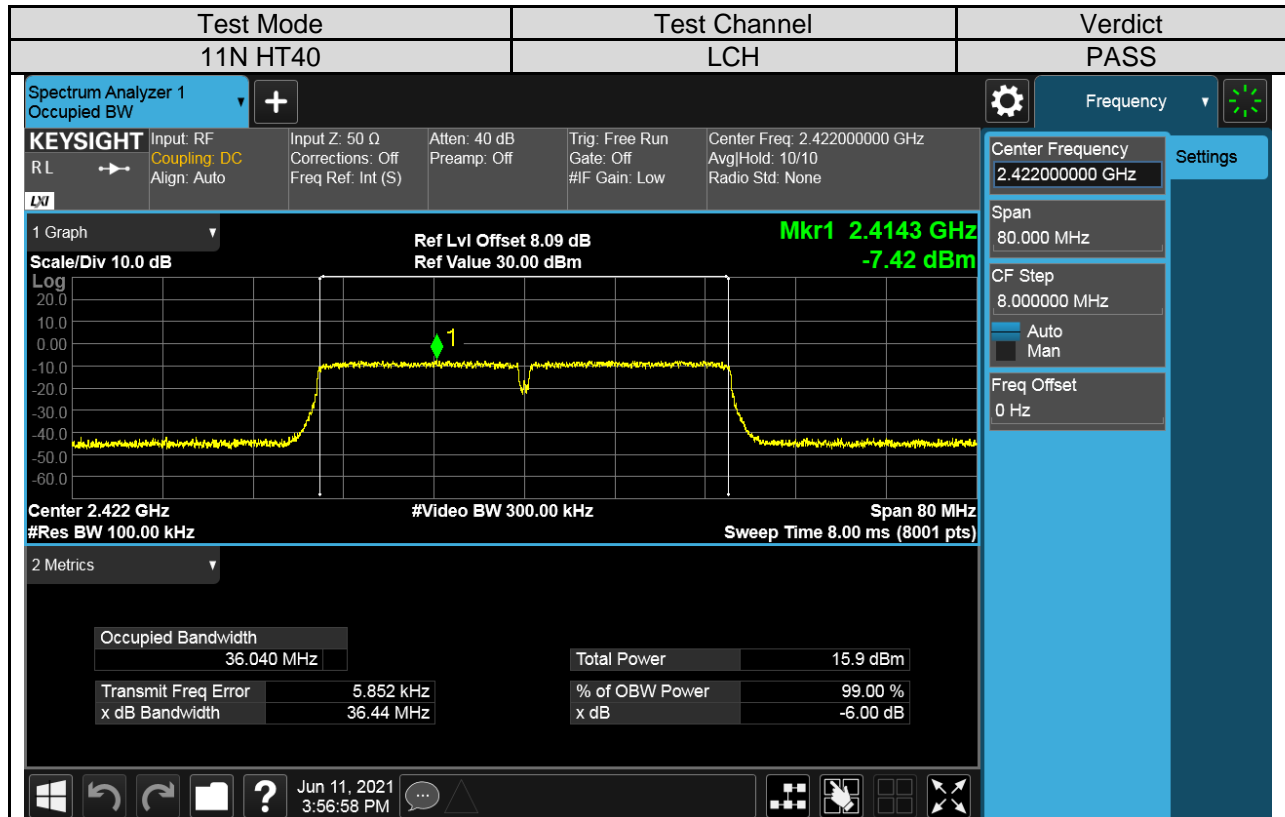 Test Mode Test Channel Verdict
11N HT40 LCH PASS
Spectrum Analyzer 1
Occupied BW
Frequency
KEYSIGHT
R L
LXI
Input: RF
Coupling: DC
Align: Auto
Input Z: 50 Ω
Corrections: Off
Freq Ref: Int (S)
Atten: 40 dB
Preamp: Off
Trig: Free Run
Gate: Off
#IF Gain: Low
Center Freq: 2.422000000 GHz
Avg|Hold: 10/10
Radio Std: None
Center Frequency
2.422000000 GHz
Settings
Span
80.000 MHz
CF Step
8.000000 MHz
Auto
Man
Freq Offset
0 Hz
1 Graph
Scale/Div 10.0 dB
Ref Lvl Offset 8.09 dB
Ref Value 30.00 dBm
Mkr1 2.4143 GHz
-7.42 dBm
Log
20.0
10.0
0.00
-10.0
-20.0
-30.0
-40.0
-50.0
-60.0
1
Center 2.422 GHz
#Res BW 100.00 kHz
#Video BW 300.00 kHz
Span 80 MHz
Sweep Time 8.00 ms (8001 pts)
2 Metrics
Occupied Bandwidth
36.040 MHz
Total Power 15.9 dBm
Transmit Freq Error 5.852 kHz
% of OBW Power 99.00 %
x dB Bandwidth 36.44 MHz
x dB -6.00 dB
?
Jun 11, 2021
3:56:58 PM